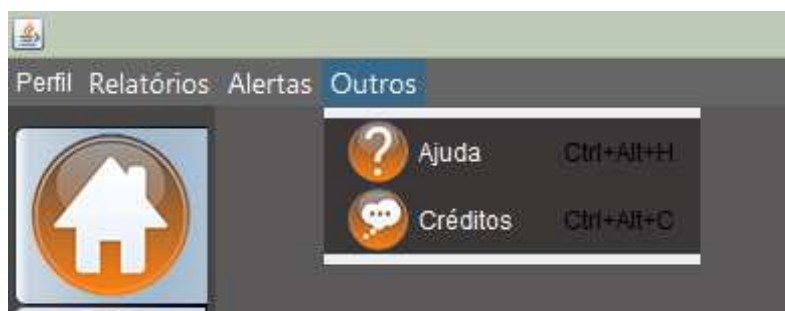 Perfil Relatórios Alertas Outros
Ajuda Ctrl+Alt+H
Créditos Ctrl+Alt+C